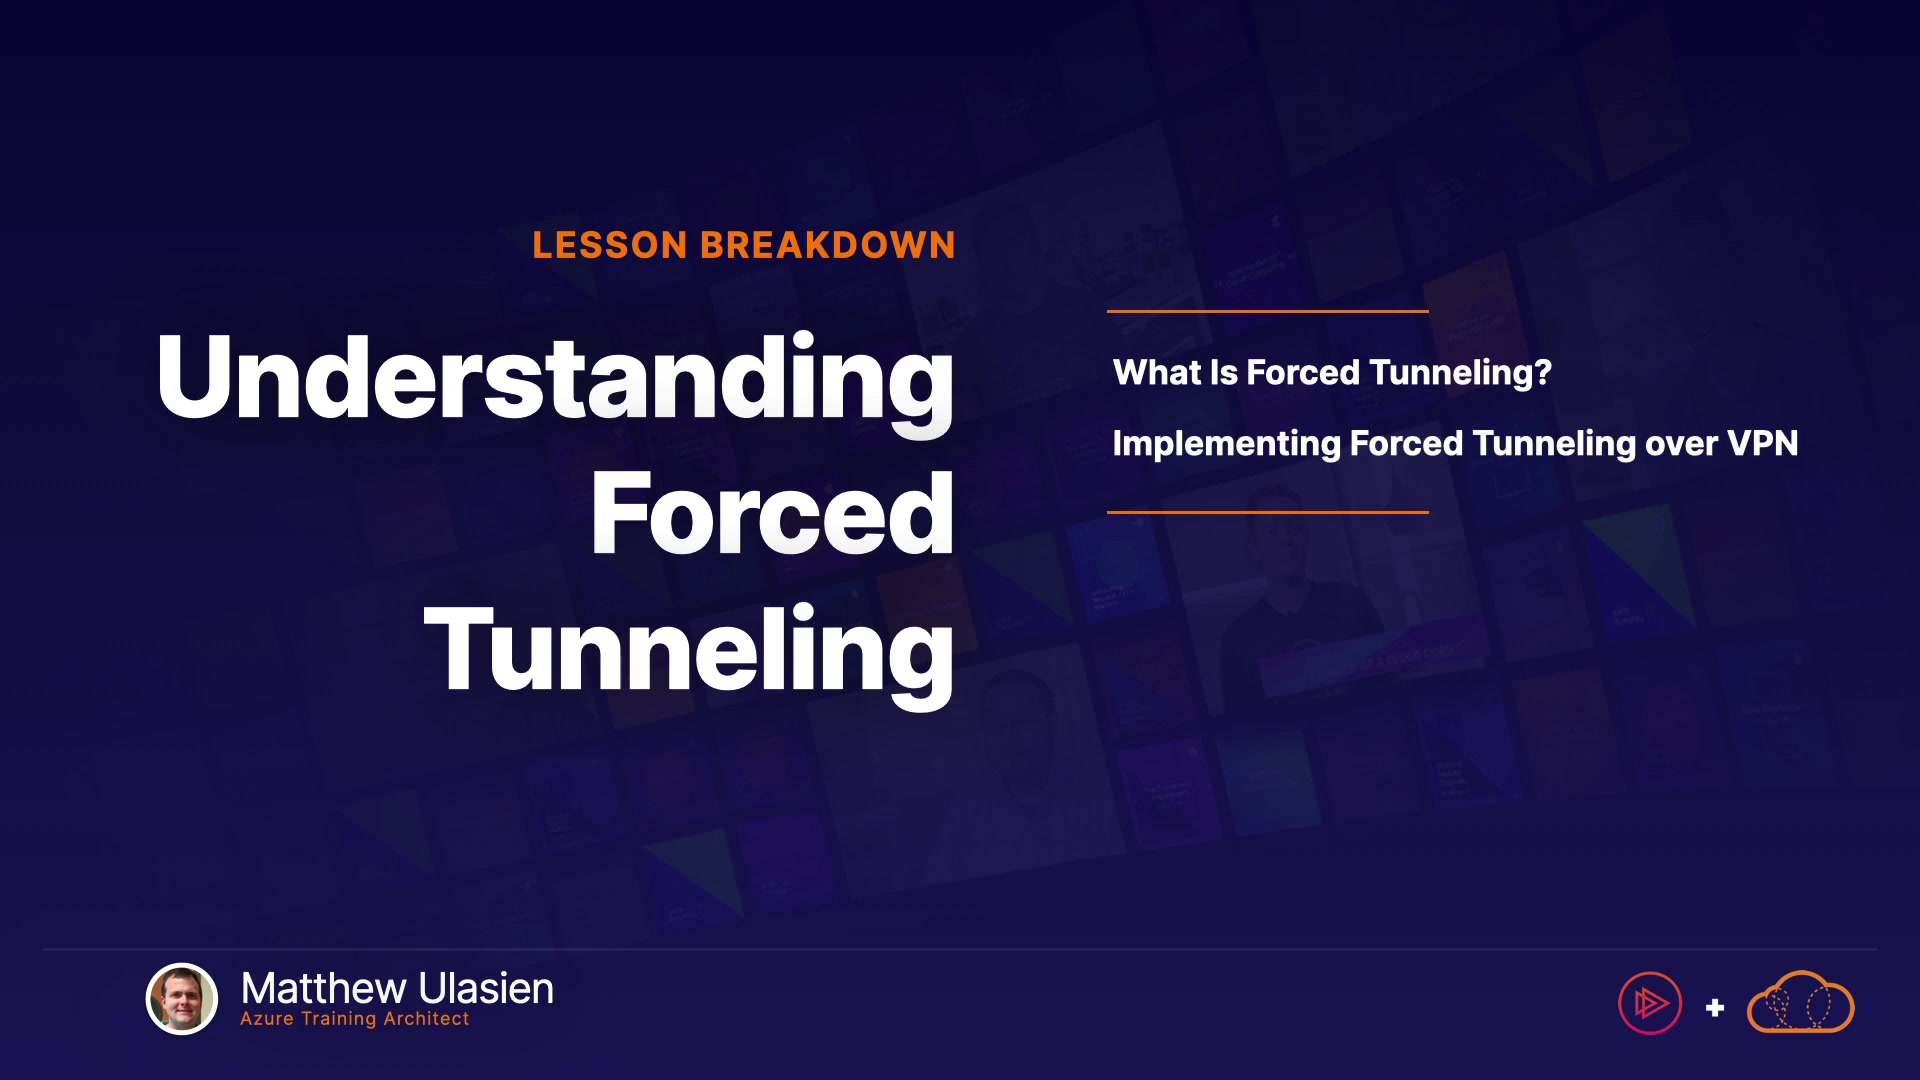 LESSON BREAKDOWN
Understanding
Forced
Tunneling
What Is Forced Tunneling?
Implementing Forced Tunneling over VPN
Matthew Ulasien
Azure Training Architect